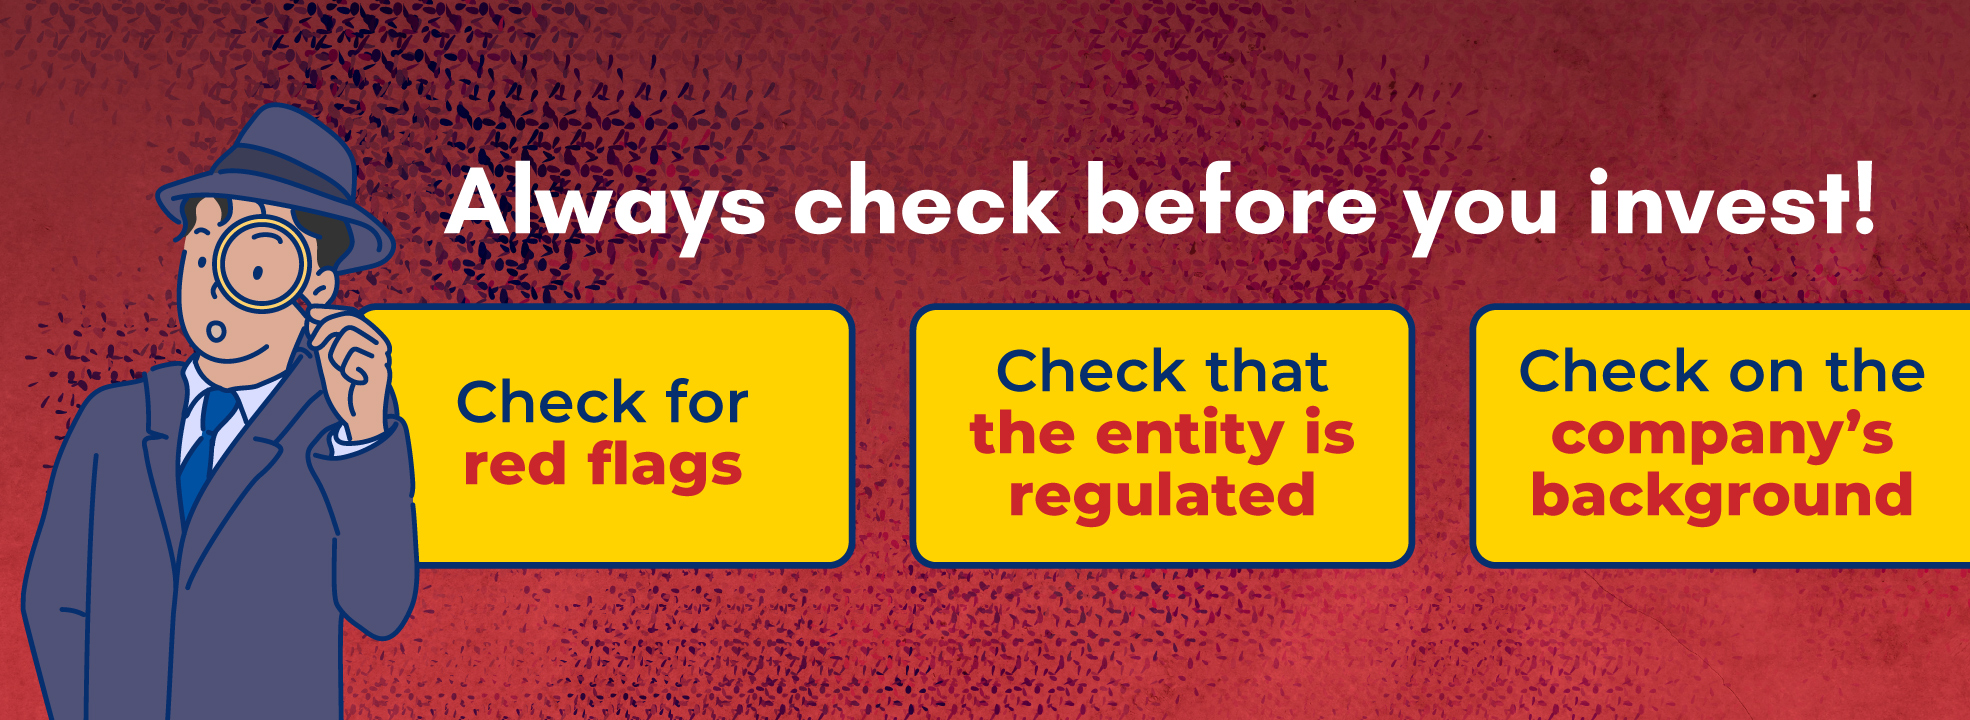 Always check before you invest!
Check for
red flags
Check that
the entity is
regulated
Check on the
company’s
background